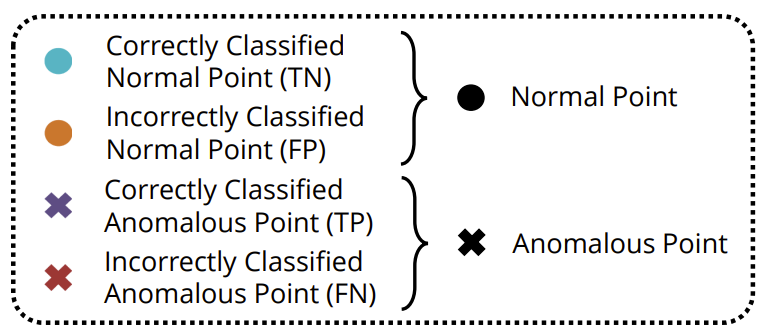 Correctly Classified
Normal Point (TN)
Incorrectly Classified
Normal Point (FP)
Normal Point
Correctly Classified
Anomalous Point (TP)
Incorrectly Classified
Anomalous Point (FN)
Anomalous Point